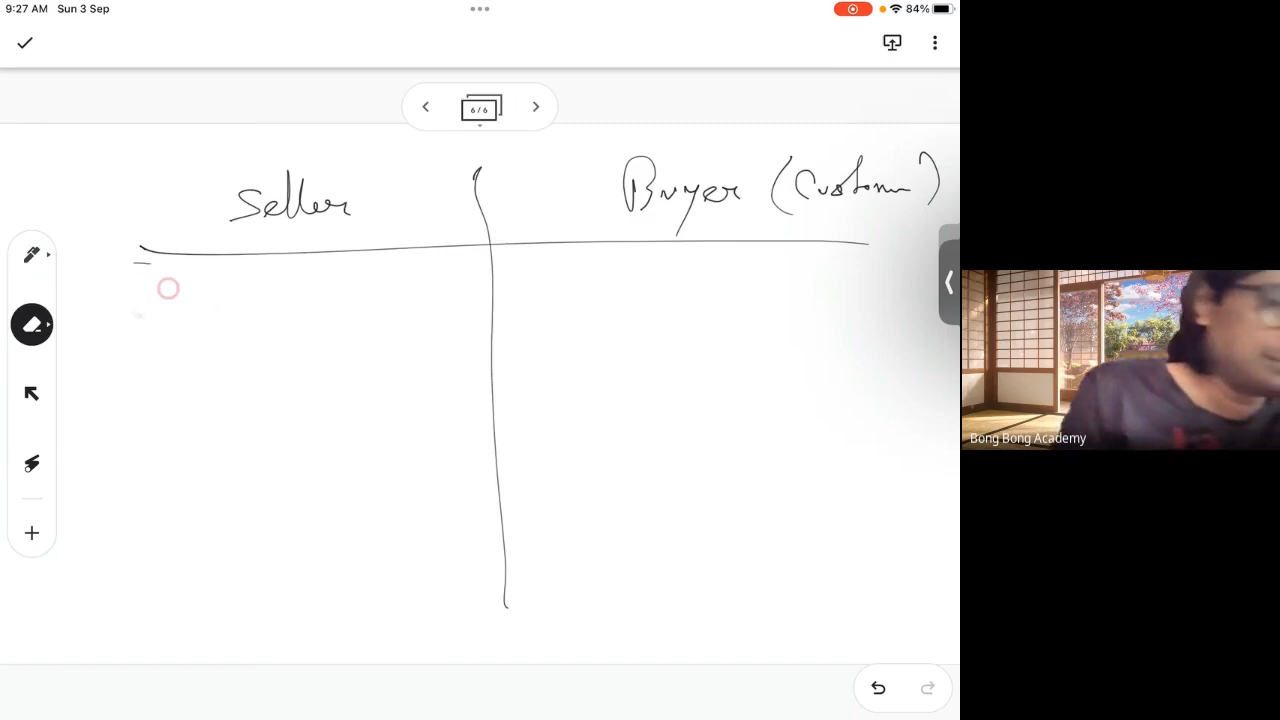 9:27 AM Sun 3 Sep
84%
6/6
Seller
Buyer (Customer)
Bong Bong Academy